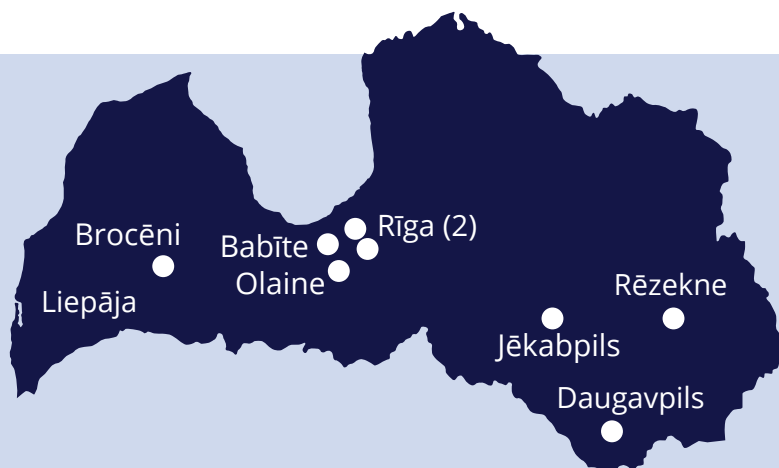 Brocēni
Babīte
Rīga (2)
Olaine
Liepāja
Rēzekne
Jēkabpils
Daugavpils